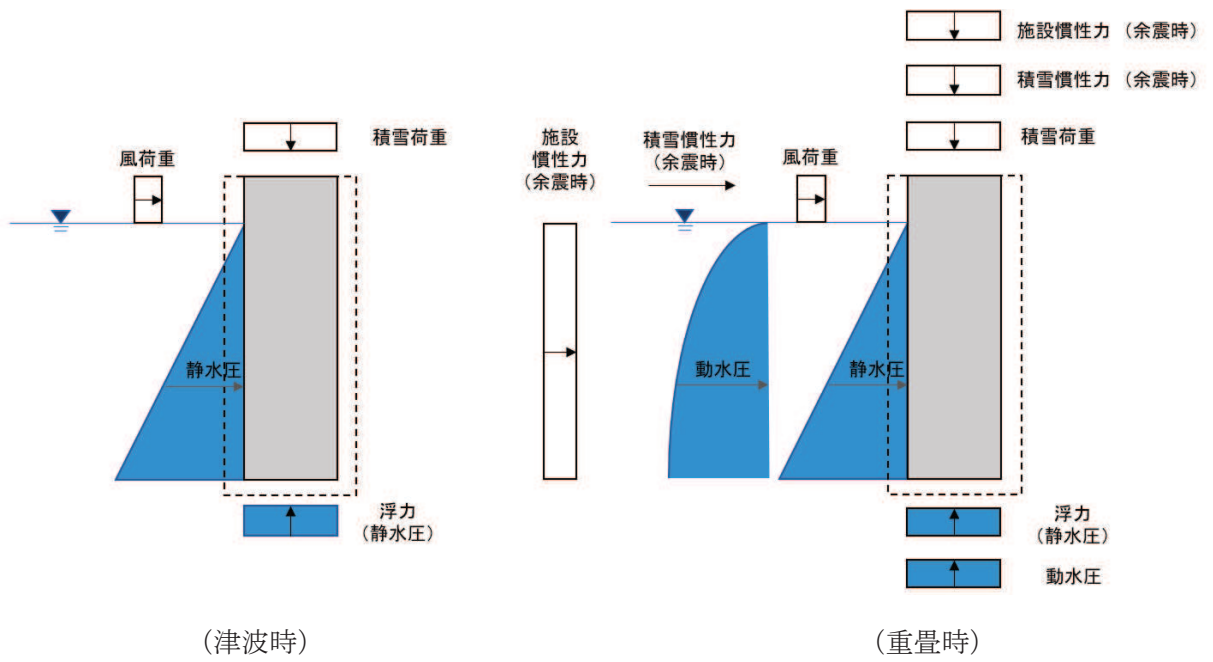 積雪荷重
風荷重
静水圧
浮力
(静水圧)
(津波時)
施設慣性力 (余震時)
積雪慣性力 (余震時)
積雪荷重
施設
慣性力
(余震時)
積雪慣性力
(余震時)
風荷重
動水圧
静水圧
浮力
(静水圧)
動水圧
(重畳時)